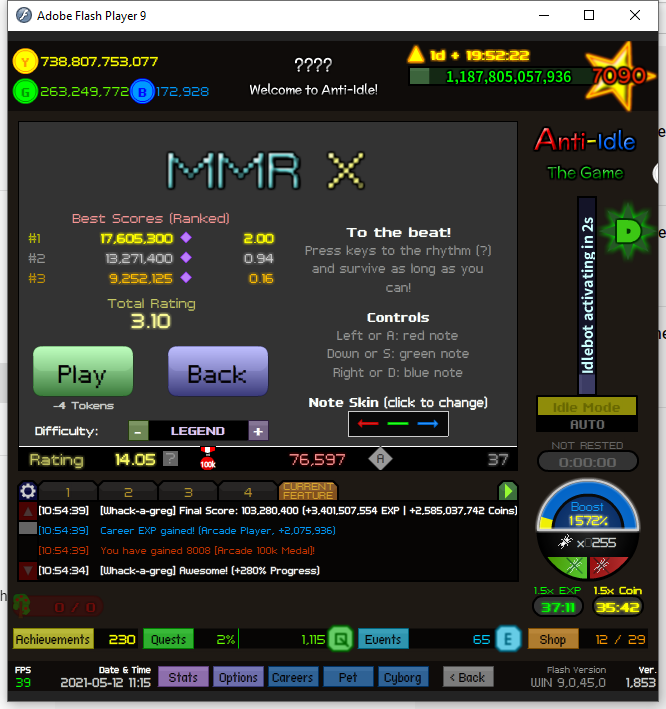 Adobe Flash Player 9
Y 738,807,753,077
G 263,249,772 B 172,928
????
Welcome to Anti-Idle!
1d + 19:52:22
1,187,805,057,936
7090
MMR X
Best Scores (Ranked)
#1 17,605,300 2.00
#2 13,271,400 0.94
#3 9,252,125 0.16
Total Rating
3.10
Play
Back
-4 Tokens
Difficulty: - LEGEND +
To the beat!
Press keys to the rhythm (?)
and survive as long as you
can!
Controls
Left or A: red note
Down or S: green note
Right or D: blue note
Note Skin (click to change)
Rating 14.05 ? 100k 76,597 A 37
Anti-Idle
The Game
D
Idlebot activating in 2s
Idle Mode
AUTO
NOT RESTED
0:00:00
Boost
1572%
x0255
1.5x EXP 1.5x Coin
37:11 35:42
1 2 3 4 CURRENT FEATURE
[10:54:39] [Whack-a-greg] Final Score: 103,280,400 (+3,401,507,554 EXP | +2,585,037,742 Coins)
[10:54:39] Career EXP gained! (Arcade Player, +2,075,936)
[10:54:39] You have gained 8008 [Arcade 100k Medal]!
[10:54:34] [Whack-a-greg] Awesome! (+280% Progress)
0 / 0
Achievements 230 Quests 2% 1,115 Q Events 65 E Shop 12 / 29
FPS
39
Date & Time
2021-05-12 11:15
Stats Options Careers Pet Cyborg < Back
Flash Version
WIN 9,0,45,0
Ver.
1,853